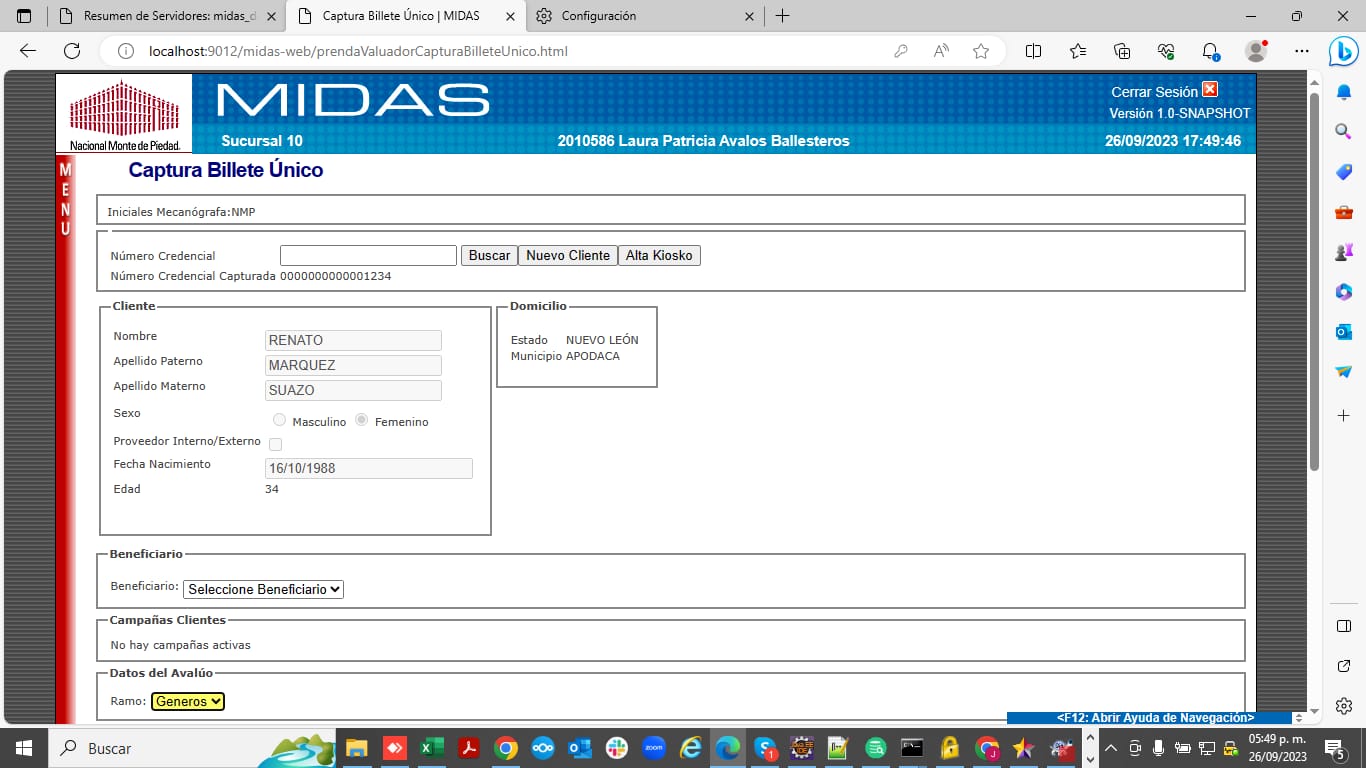 Resumen de Servidores: midas_d
Captura Billete Único | MIDAS
Configuración
localhost:9012/midas-web/prendaValuadorCapturaBilleteUnico.html
Nacional Monte de Piedad.
MIDAS
Cerrar Sesión
Versión 1.0-SNAPSHOT
Sucursal 10
2010586 Laura Patricia Avalos Ballesteros
26/09/2023 17:49:46
MENU
Captura Billete Único
Iniciales Mecanógrafa:NMP
Número Credencial
Buscar
Nuevo Cliente
Alta Kiosko
Número Credencial Capturada 0000000000001234
Cliente
Nombre
RENATO
Apellido Paterno
MARQUEZ
Apellido Materno
SUAZO
Sexo
Masculino
Femenino
Proveedor Interno/Externo
Fecha Nacimiento
16/10/1988
Edad
34
Domicilio
Estado NUEVO LEÓN
Municipio APODACA
Beneficiario
Beneficiario: Seleccione Beneficiario
Campañas Clientes
No hay campañas activas
Datos del Avalúo
Ramo: Generos
<F12: Abrir Ayuda de Navegación>
Buscar
zoom
1
05:49 p. m.
26/09/2023
5